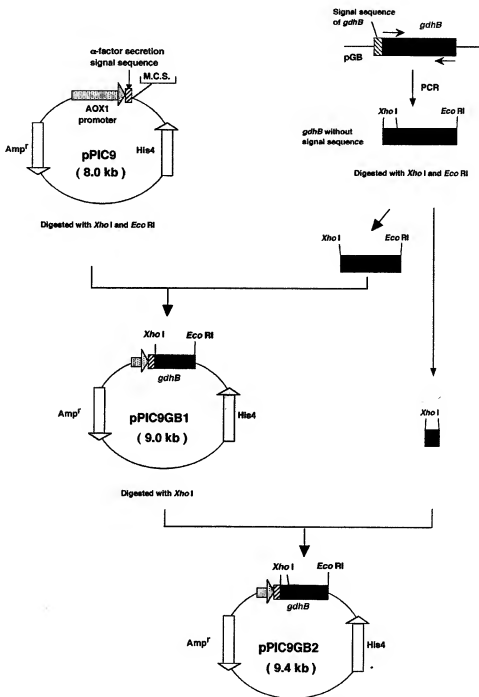 Signal sequence
of gdhB
gdhB
pGB
PCR
Xho I
Eco RI
gdhB without
signal sequence
Digested with Xho I and Eco RI
α-factor secretion
signal sequence
M.C.S.
AOX1
promoter
Ampr
His4
pPIC9
( 8.0 kb )
Digested with Xho I and Eco RI
Xho I
Eco RI
Xho I
Eco RI
gdhB
Ampr
His4
pPIC9GB1
( 9.0 kb )
Xho I
Digested with Xho I
Xho I
Eco RI
gdhB
Ampr
His4
pPIC9GB2
( 9.4 kb )